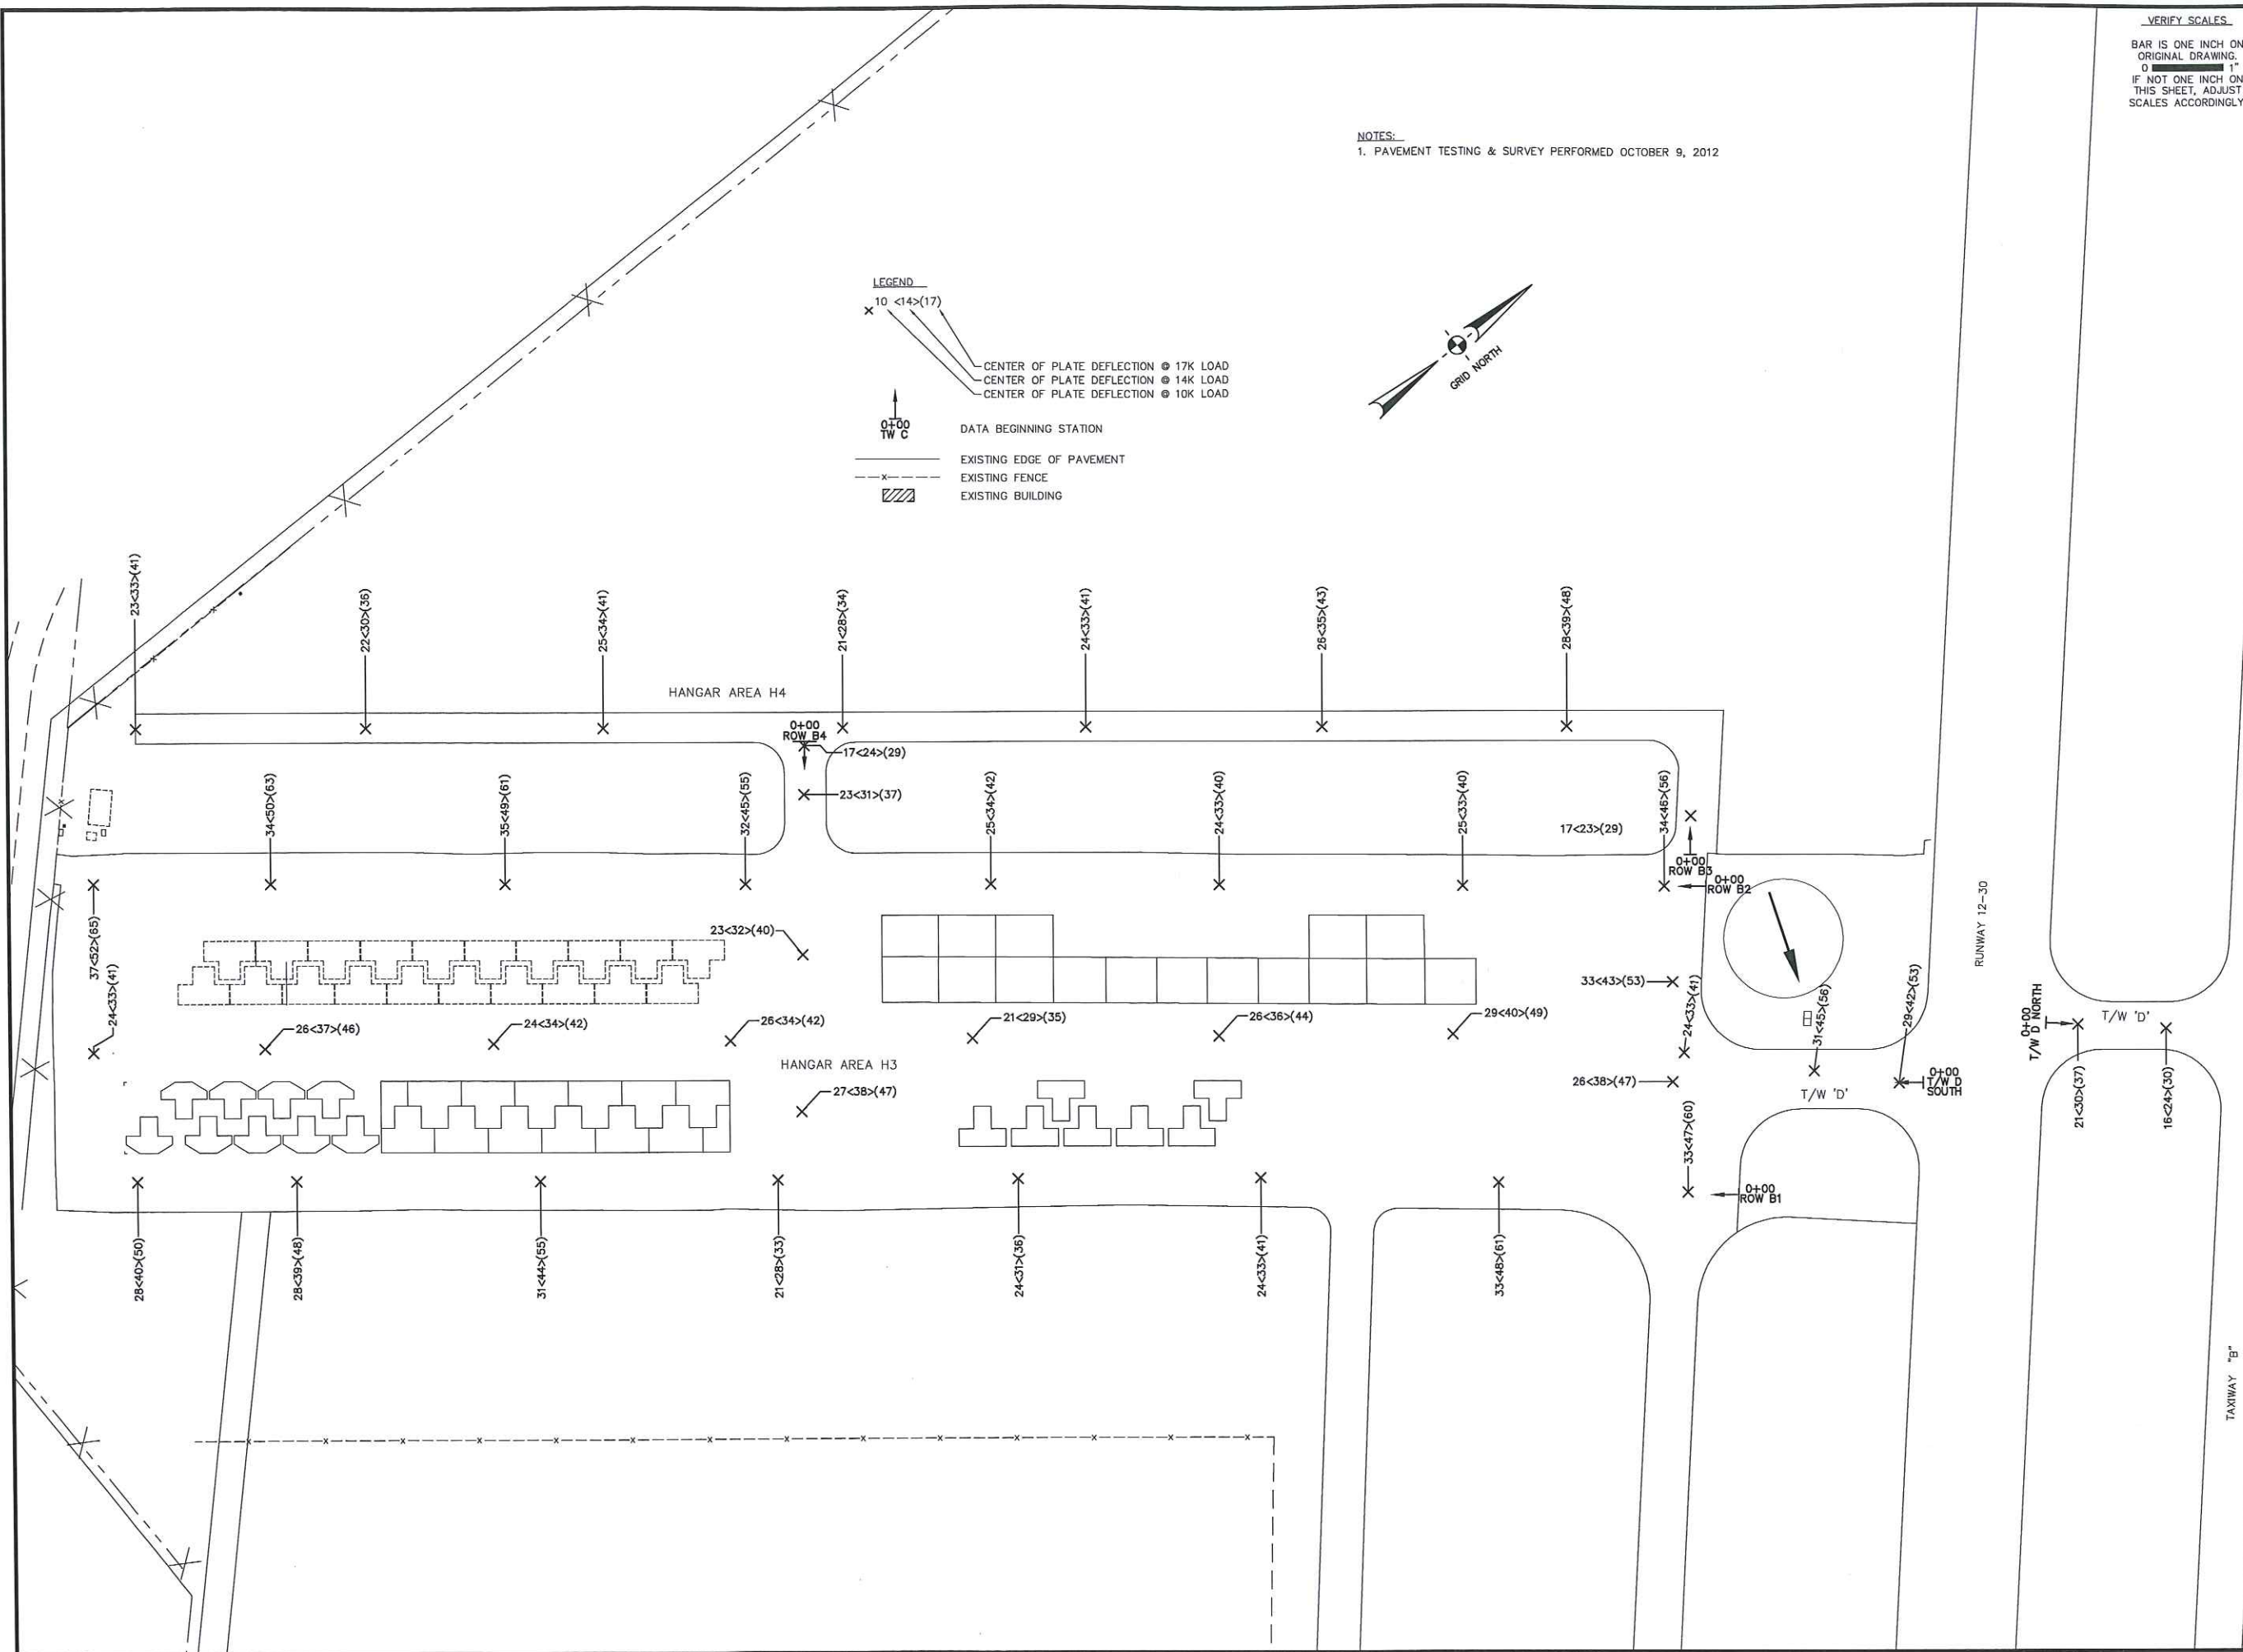 VERIFY SCALES
BAR IS ONE INCH ON
ORIGINAL DRAWING.
0 1"
IF NOT ONE INCH ON
THIS SHEET, ADJUST
SCALES ACCORDINGLY
NOTES:
1. PAVEMENT TESTING & SURVEY PERFORMED OCTOBER 9, 2012
LEGEND
10 <14>(17)
CENTER OF PLATE DEFLECTION @ 17K LOAD
CENTER OF PLATE DEFLECTION @ 14K LOAD
CENTER OF PLATE DEFLECTION @ 10K LOAD
0+00
TW C
DATA BEGINNING STATION
EXISTING EDGE OF PAVEMENT
x
EXISTING FENCE
EXISTING BUILDING
GRID NORTH
23<33>(41)
22<30>(36)
25<34>(41)
21<28>(34)
24<33>(41)
26<35>(43)
28<39>(48)
HANGAR AREA H4
0+00
ROW B4
17<24>(29)
23<31>(37)
34<50>(63)
35<49>(61)
32<45>(55)
25<34>(42)
24<33>(40)
25<33>(40)
17<23>(29)
34<46>(56)
0+00
ROW B3
0+00
ROW B2
37<52>(65)
24<33>(41)
23<32>(40)
33<43>(53)
24<33>(41)
26<37>(46)
24<34>(42)
26<34>(42)
21<29>(35)
26<36>(44)
29<40>(49)
31<45>(56)
29<42>(53)
RUNWAY 12-30
0+00
T/W D NORTH
T/W 'D'
HANGAR AREA H3
27<38>(47)
26<38>(47)
T/W 'D'
0+00
T/W D
SOUTH
21<30>(37)
16<24>(30)
33<47>(60)
0+00
ROW B1
28<40>(50)
28<39>(48)
31<44>(55)
21<28>(33)
24<31>(36)
24<33>(41)
33<48>(61)
TAXIWAY "B"